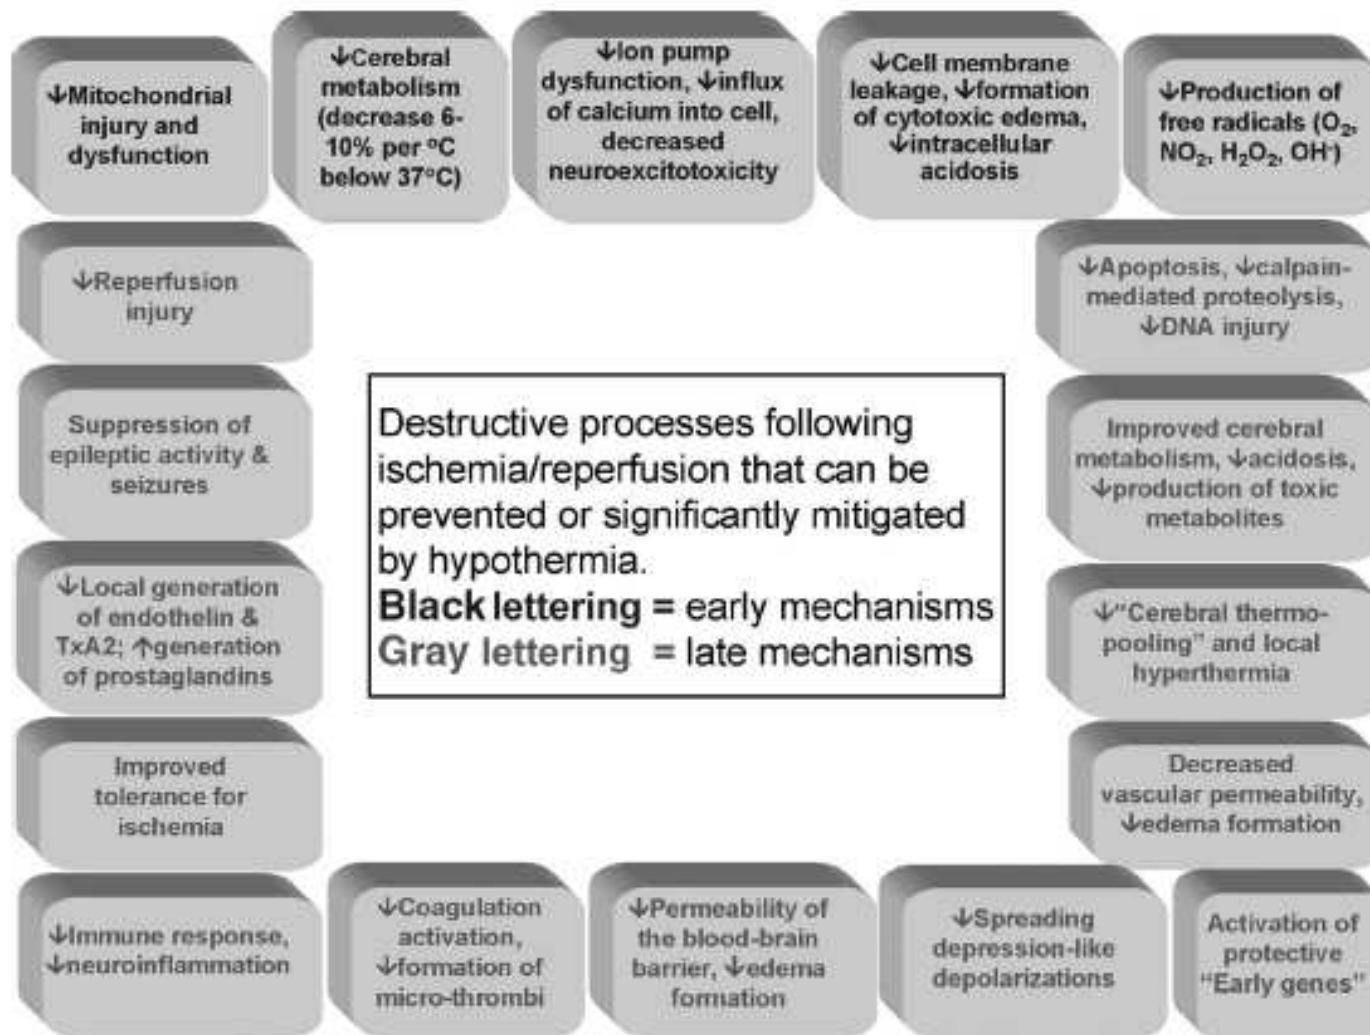 ↓Mitochondrial
injury and
dysfunction
↓Cerebral
metabolism
(decrease 6-
10% per ºC
below 37ºC)
↓Ion pump
dysfunction, ↓influx
of calcium into cell,
decreased
neuroexcitotoxicity
↓Cell membrane
leakage, ↓formation
of cytotoxic edema,
↓intracellular
acidosis
↓Production of
free radicals (O₂,
NO₂, H₂O₂, OH⁻)
↓Reperfusion
injury
↓Apoptosis, ↓calpain-
mediated proteolysis,
↓DNA injury
Suppression of
epileptic activity &
seizures
Destructive processes following
ischemia/reperfusion that can be
prevented or significantly mitigated
by hypothermia.
Black lettering = early mechanisms
Gray lettering = late mechanisms
Improved cerebral
metabolism, ↓acidosis,
↓production of toxic
metabolites
↓Local generation
of endothelin &
TxA2; ↑generation
of prostaglandins
↓"Cerebral thermo-
pooling" and local
hyperthermia
Improved
tolerance for
ischemia
Decreased
vascular permeability,
↓edema formation
↓Immune response,
↓neuroinflammation
↓Coagulation
activation,
↓formation of
micro-thrombi
↓Permeability of
the blood-brain
barrier, ↓edema
formation
↓Spreading
depression-like
depolarizations
Activation of
protective
"Early genes"